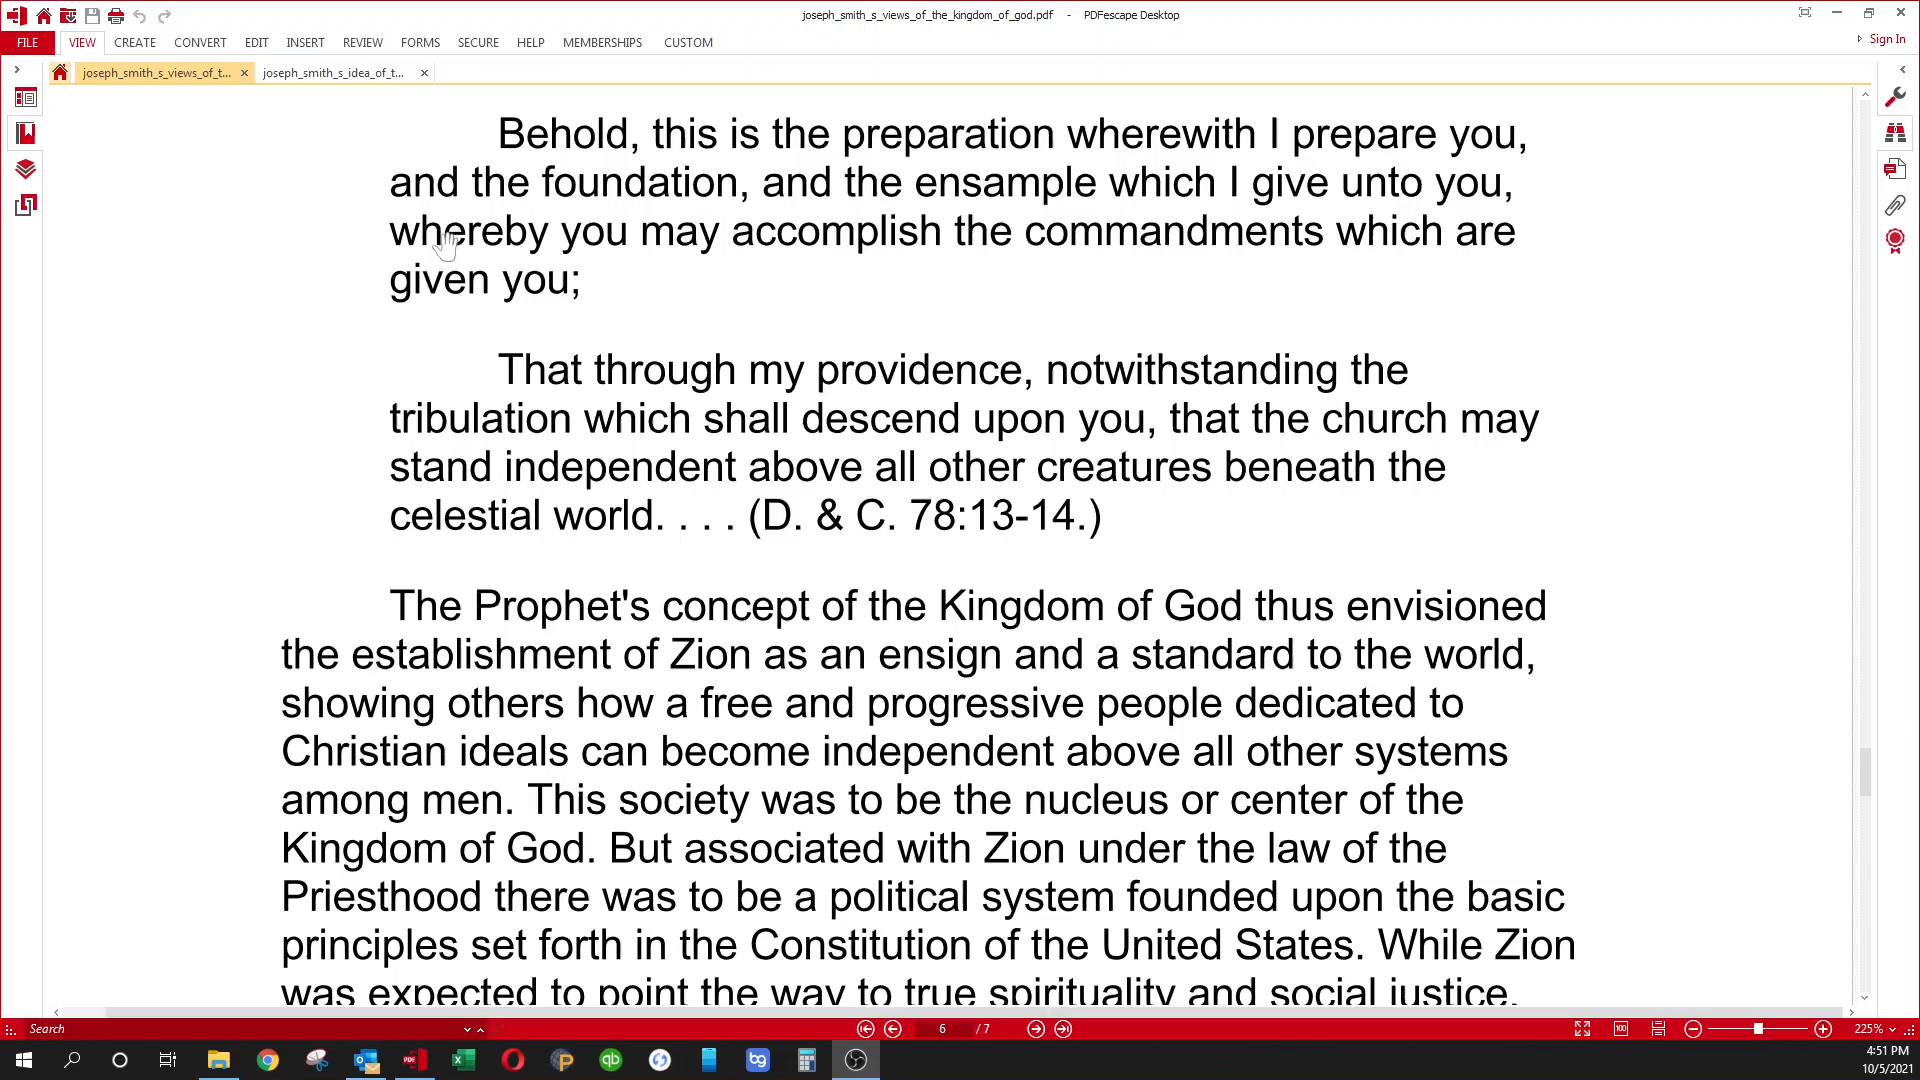 joseph_smith_s_views_of_the_kingdom_of_god.pdf - PDFescape Desktop
FILE VIEW CREATE CONVERT EDIT INSERT REVIEW FORMS SECURE HELP MEMBERSHIPS CUSTOM
Sign In
joseph_smith_s_views_of_t... joseph_smith_s_idea_of_t...
Behold, this is the preparation wherewith I prepare you,
and the foundation, and the ensample which I give unto you,
whereby you may accomplish the commandments which are
given you;
That through my providence, notwithstanding the
tribulation which shall descend upon you, that the church may
stand independent above all other creatures beneath the
celestial world. . . . (D. & C. 78:13-14.)
The Prophet's concept of the Kingdom of God thus envisioned
the establishment of Zion as an ensign and a standard to the world,
showing others how a free and progressive people dedicated to
Christian ideals can become independent above all other systems
among men. This society was to be the nucleus or center of the
Kingdom of God. But associated with Zion under the law of the
Priesthood there was to be a political system founded upon the basic
principles set forth in the Constitution of the United States. While Zion
was expected to point the way to true spirituality and social justice,
Search 6 / 7 100 225%
PDF bg
4:51 PM
10/5/2021